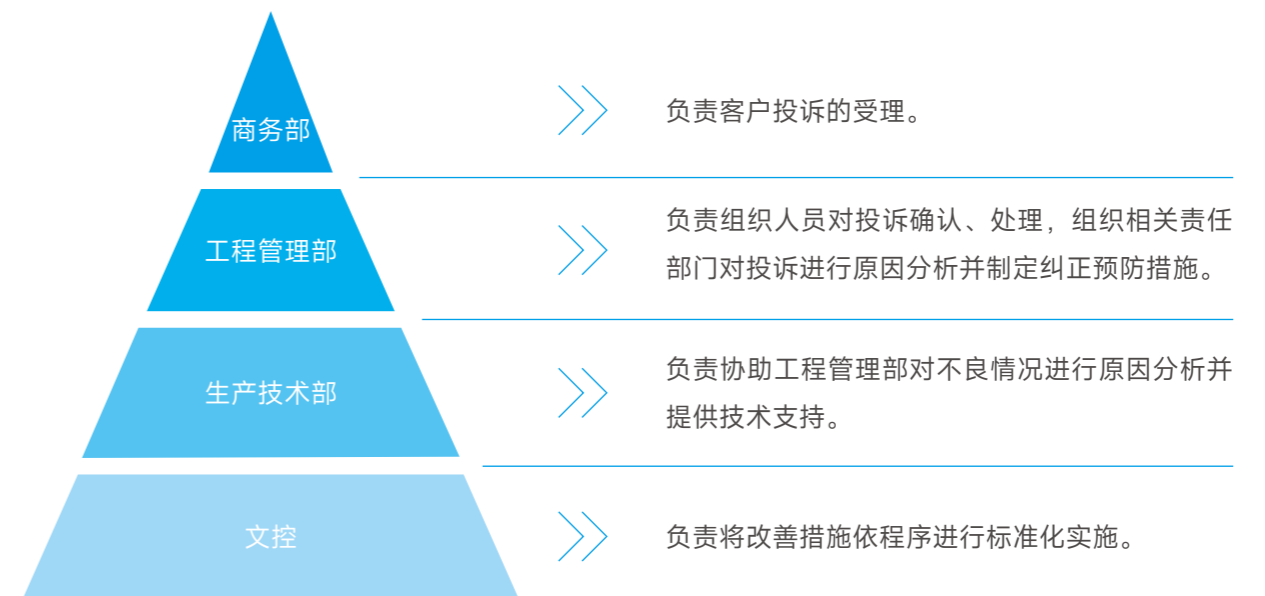 商务部
负责客户投诉的受理。
工程管理部
负责组织人员对投诉确认、处理，组织相关责任
部门对投诉进行原因分析并制定纠正预防措施。
生产技术部
负责协助工程管理部对不良情况进行原因分析并
提供技术支持。
文控
负责将改善措施依程序进行标准化实施。